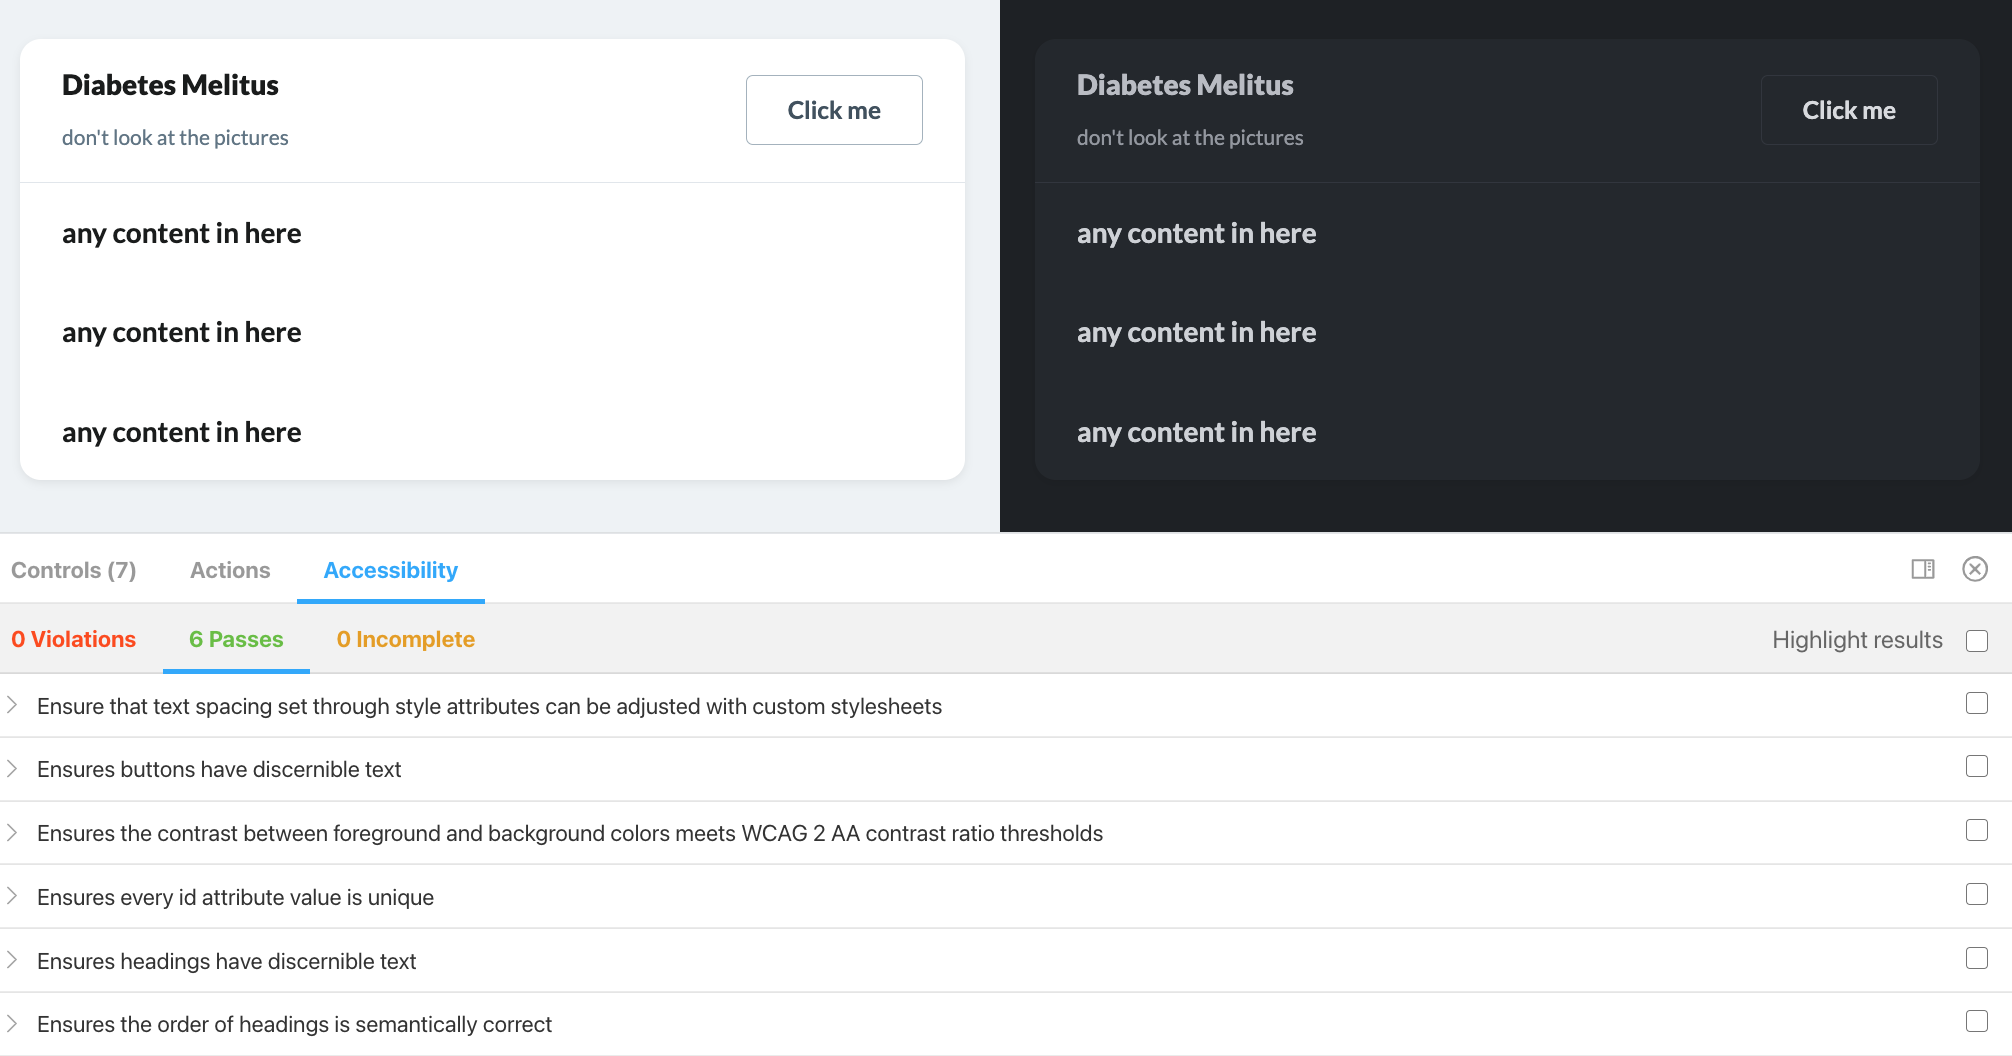 Diabetes Melitus
Click me
don't look at the pictures
any content in here
any content in here
any content in here
Diabetes Melitus
Click me
don't look at the pictures
any content in here
any content in here
any content in here
Controls (7) Actions Accessibility
0 Violations 6 Passes 0 Incomplete Highlight results
Ensure that text spacing set through style attributes can be adjusted with custom stylesheets
Ensures buttons have discernible text
Ensures the contrast between foreground and background colors meets WCAG 2 AA contrast ratio thresholds
Ensures every id attribute value is unique
Ensures headings have discernible text
Ensures the order of headings is semantically correct